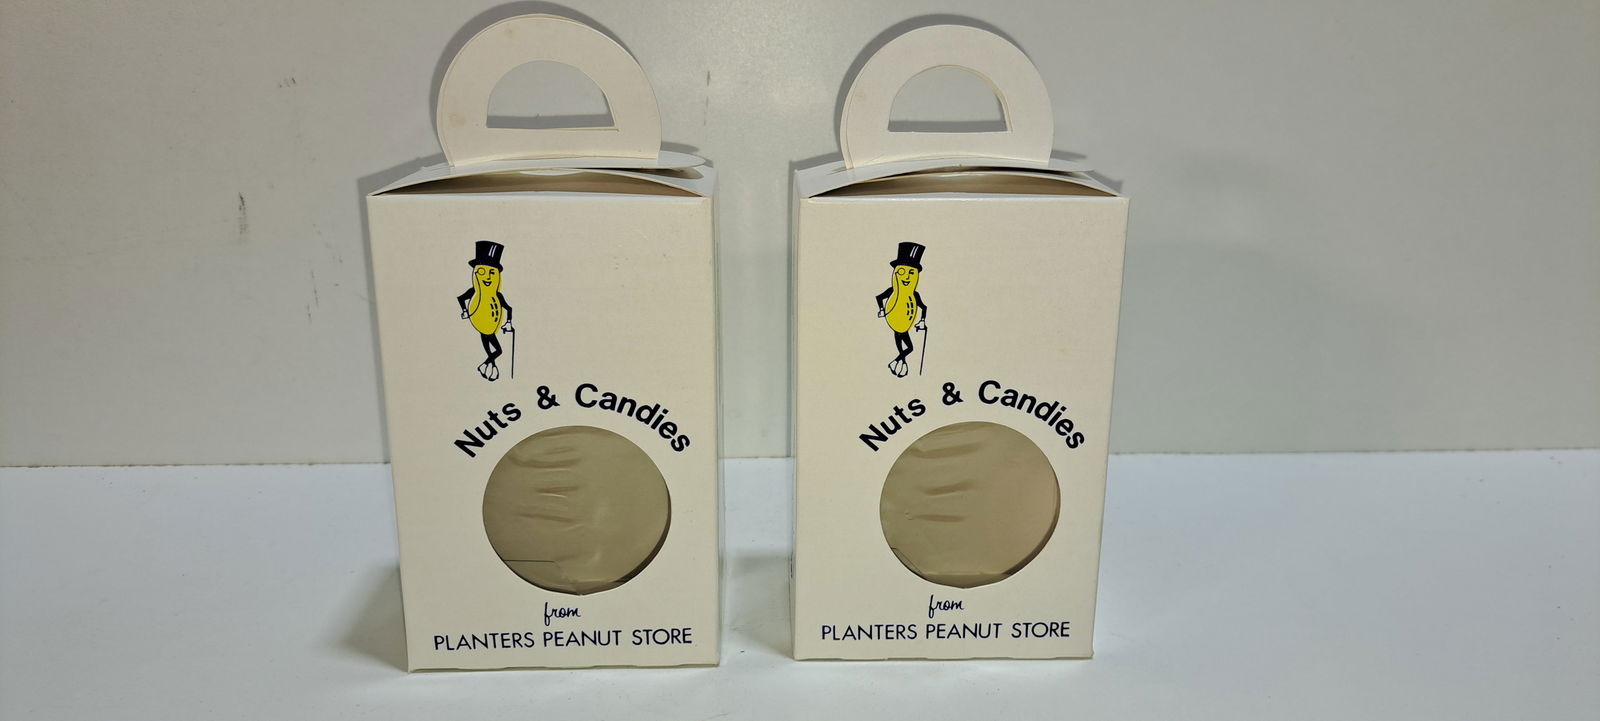 Nuts & Candies
from
PLANTERS PEANUT STORE
Nuts & Candies
from
PLANTERS PEANUT STORE